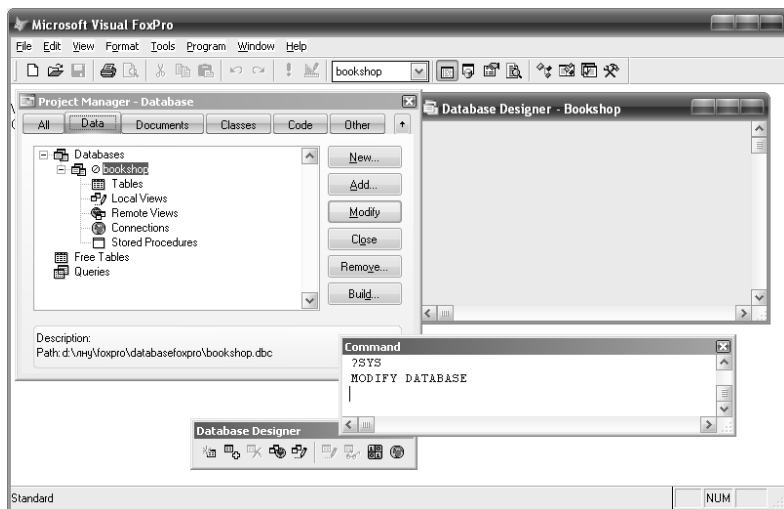 Microsoft Visual FoxPro
File Edit View Format Tools Program Window Help
bookshop
Project Manager - Database
All Data Documents Classes Code Other
Databases
bookshop
Tables
Local Views
Remote Views
Connections
Stored Procedures
Free Tables
Queries
New...
Add...
Modify
Close
Remove...
Build...
Description:
Path: d:\лну\foxpro\databasefoxpro\bookshop.dbc
Database Designer - Bookshop
Command
?SYS
MODIFY DATABASE
Database Designer
Standard
NUM